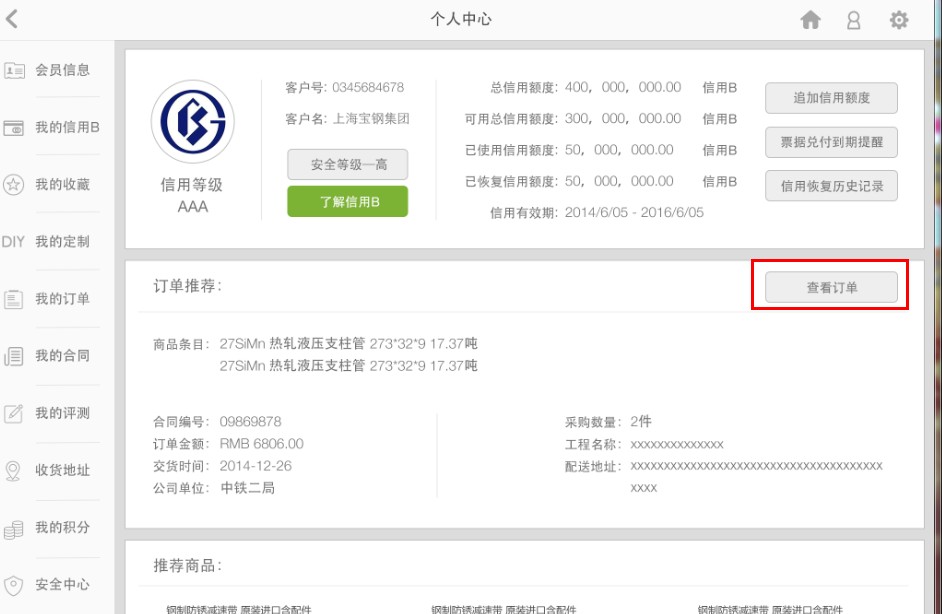 个人中心
会员信息
我的信用B
我的收藏
DIY 我的定制
我的订单
我的合同
我的评测
收货地址
我的积分
安全中心
信用等级
AAA
客户号: 0345684678
客户名: 上海宝钢集团
安全等级—高
了解信用B
总信用额度: 400, 000, 000.00 信用B
可用总信用额度: 300, 000, 000.00 信用B
已使用信用额度: 50, 000, 000.00 信用B
已恢复信用额度: 50, 000, 000.00 信用B
信用有效期: 2014/6/05 - 2016/6/05
追加信用额度
票据兑付到期提醒
信用恢复历史记录
订单推荐:
查看订单
商品条目: 27SiMn 热轧液压支柱管 273*32*9 17.37吨
27SiMn 热轧液压支柱管 273*32*9 17.37吨
合同编号: 09869878
订单金额: RMB 6806.00
交货时间: 2014-12-26
公司单位: 中铁二局
采购数量: 2件
工程名称: xxxxxxxxxxxxxx
配送地址: xxxxxxxxxxxxxxxxxxxxxxxxxxxxxxxxxxxxxx
xxxx
推荐商品:
钢制防锈减速带 原装进口含配件
钢制防锈减速带 原装进口含配件
钢制防锈减速带 原装进口含配件